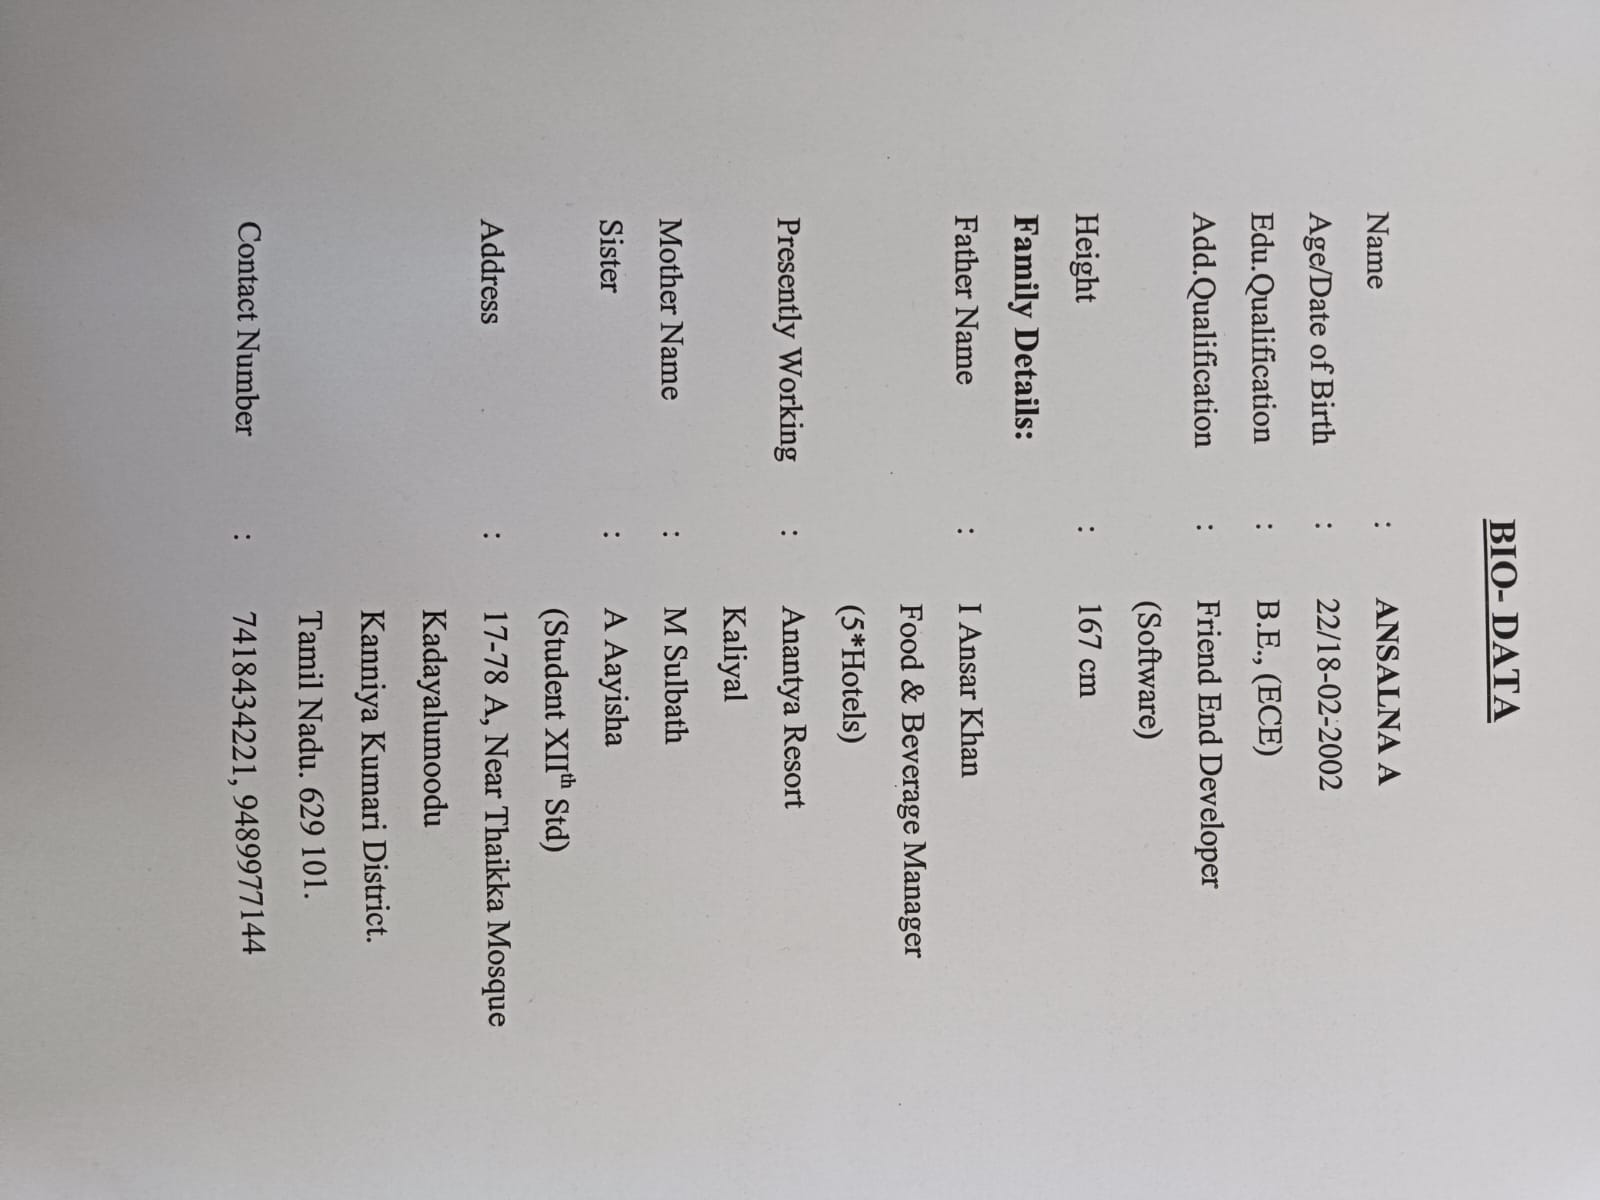 BIO- DATA
Name : ANSALNA A
Age/Date of Birth : 22/18-02-2002
Edu.Qualification : B.E., (ECE)
Add.Qualification : Friend End Developer
(Software)
Height : 167 cm
Family Details:
Father Name : I Ansar Khan
Food & Beverage Manager
(5*Hotels)
Presently Working : Anantya Resort
Kaliyal
Mother Name : M Sulbath
Sister : A Aayisha
(Student XIIth Std)
Address : 17-78 A, Near Thaikka Mosque
Kadayalumoodu
Kanniya Kumari District.
Tamil Nadu. 629 101.
Contact Number : 7418434221, 9489977144